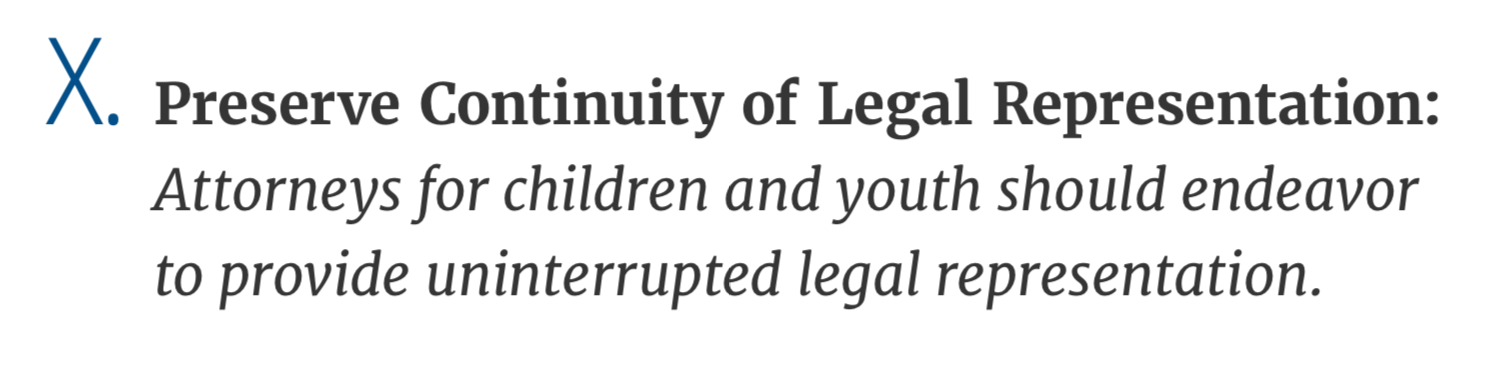 X. Preserve Continuity of Legal Representation:
Attorneys for children and youth should endeavor
to provide uninterrupted legal representation.